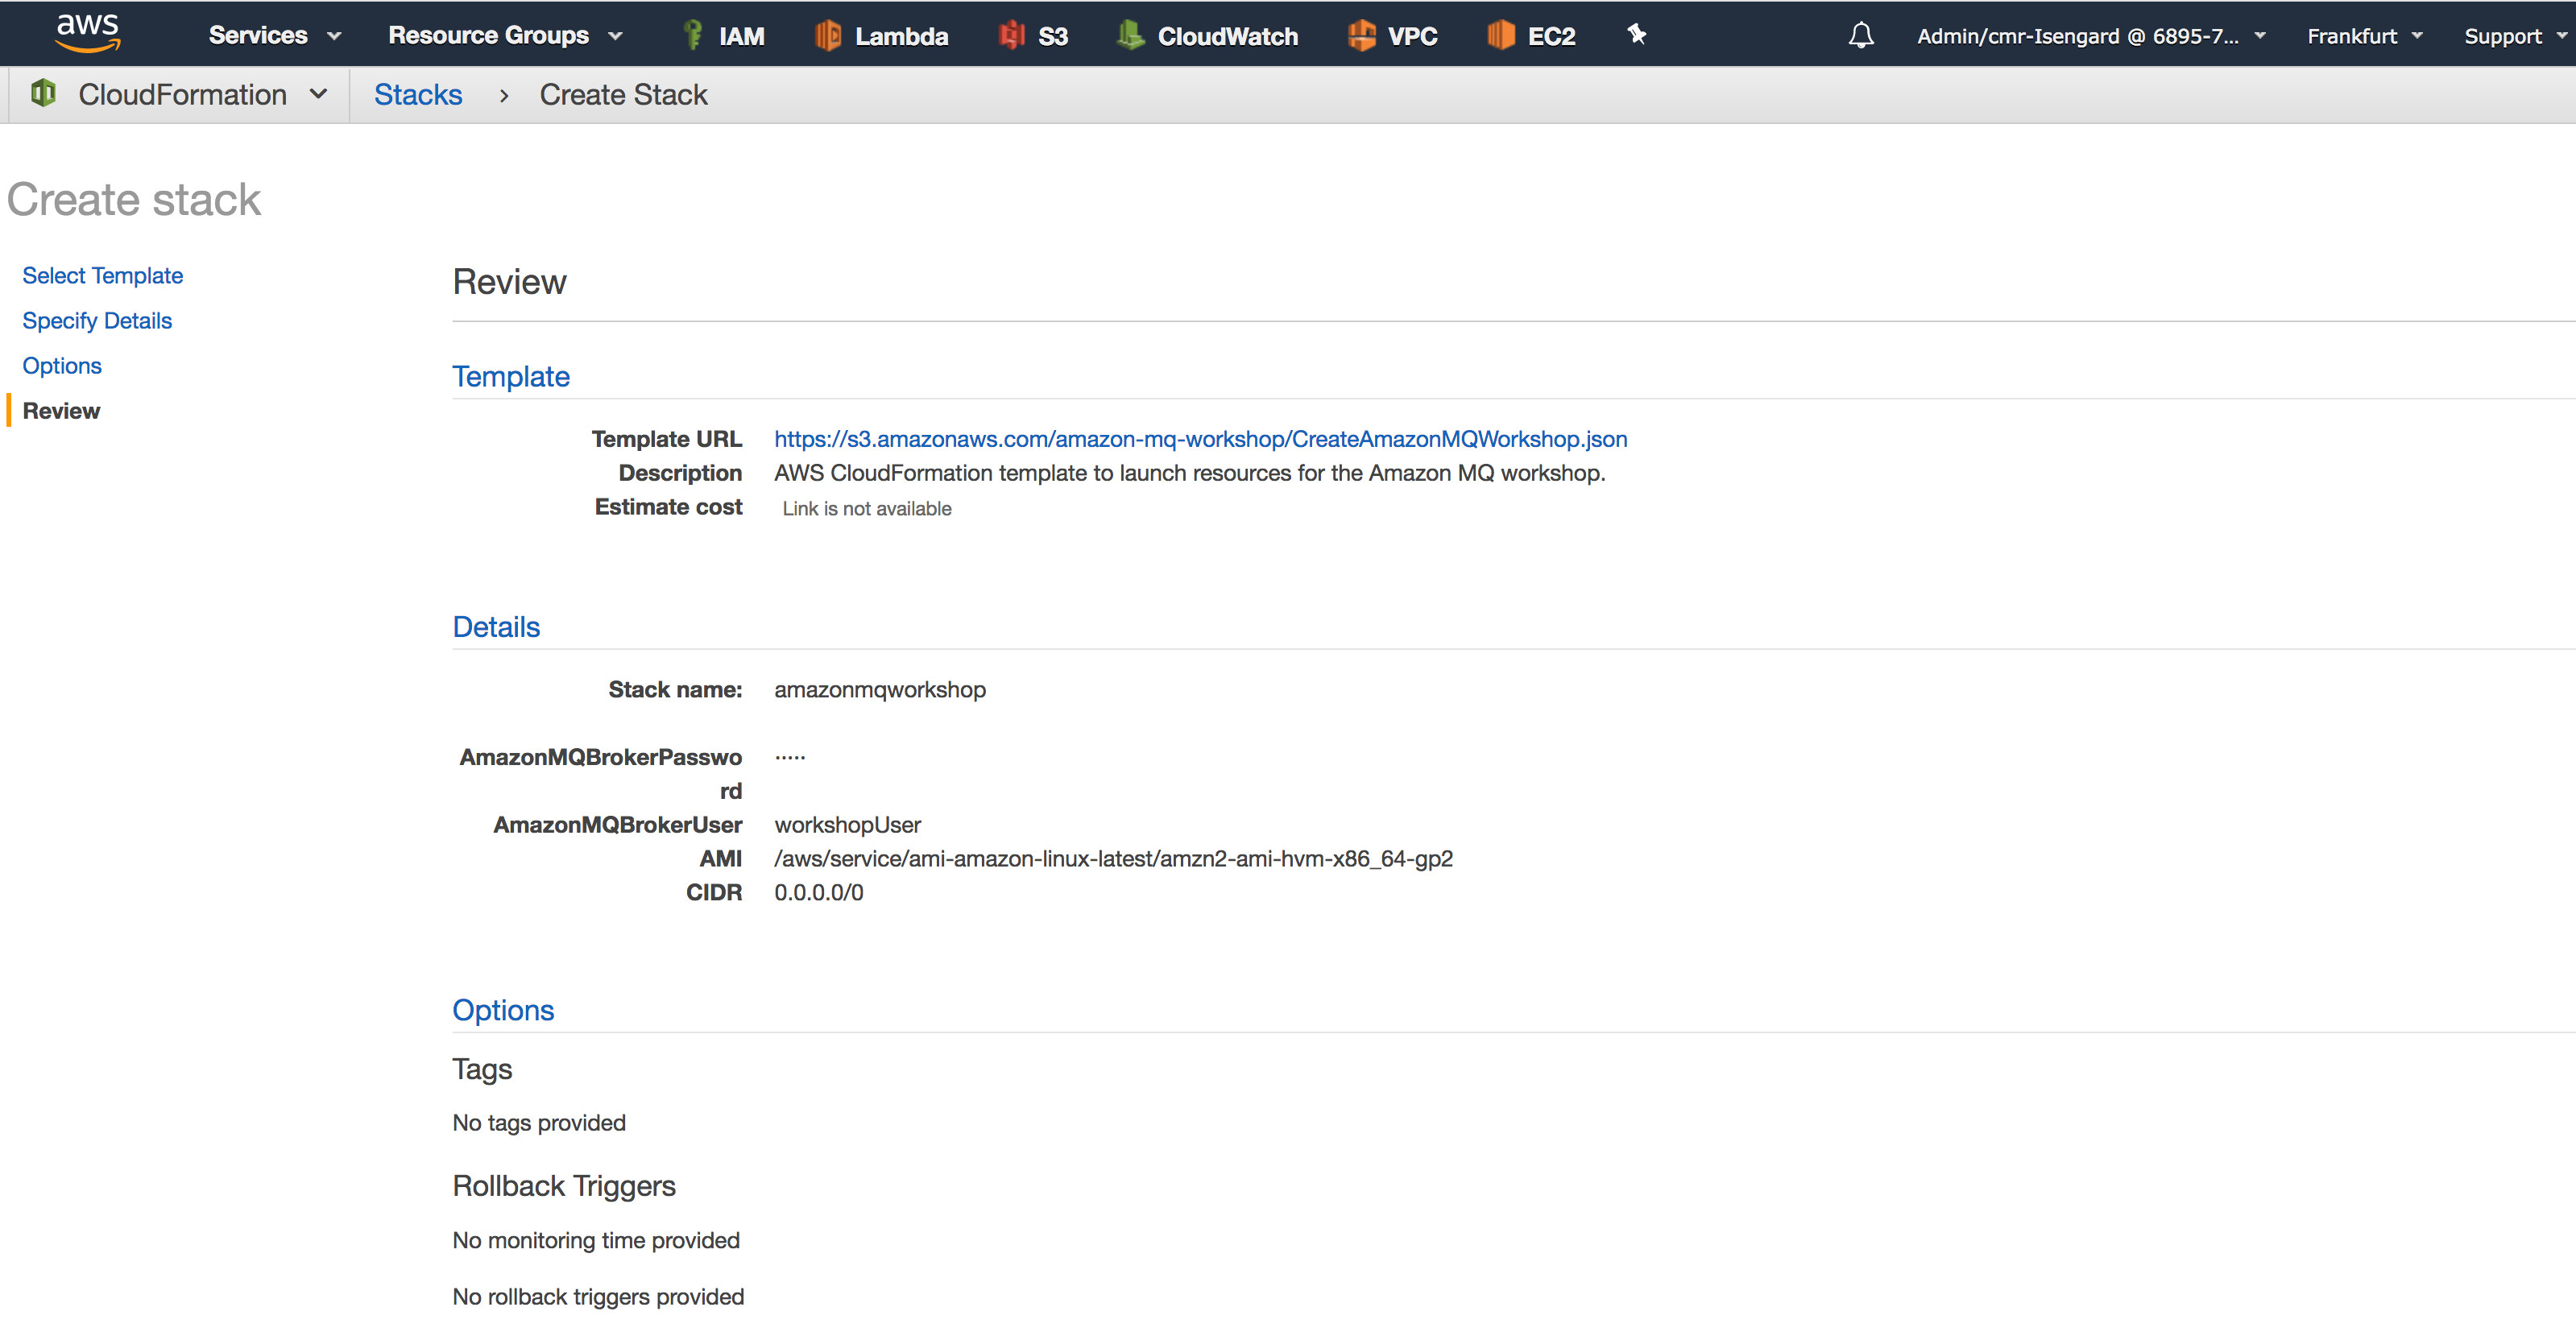 aws Services Resource Groups IAM Lambda S3 CloudWatch VPC EC2 Admin/cmr-Isengard @ 6895-7... Frankfurt Support
CloudFormation Stacks > Create Stack
Create stack
Select Template
Specify Details
Options
Review
Review
Template
Template URL https://s3.amazonaws.com/amazon-mq-workshop/CreateAmazonMQWorkshop.json
Description AWS CloudFormation template to launch resources for the Amazon MQ workshop.
Estimate cost Link is not available
Details
Stack name: amazonmqworkshop
AmazonMQBrokerPasswo .....
rd
AmazonMQBrokerUser workshopUser
AMI /aws/service/ami-amazon-linux-latest/amzn2-ami-hvm-x86_64-gp2
CIDR 0.0.0.0/0
Options
Tags
No tags provided
Rollback Triggers
No monitoring time provided
No rollback triggers provided